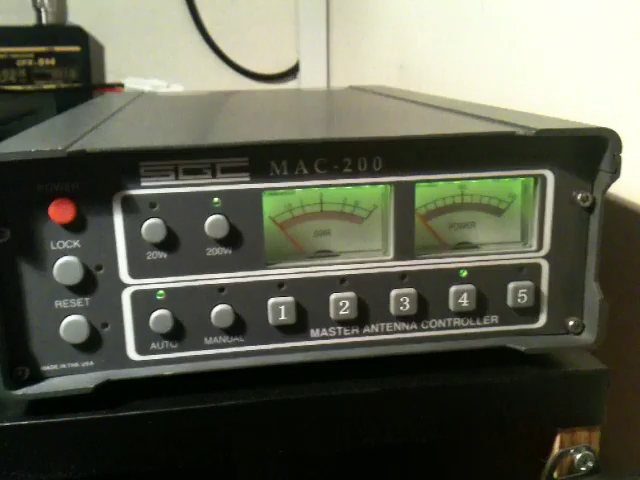 SGC MAC-200
POWER
LOCK
RESET
20W 200W
SWR POWER
1 2 3 4 5
AUTO MANUAL
MASTER ANTENNA CONTROLLER
MADE IN THE USA